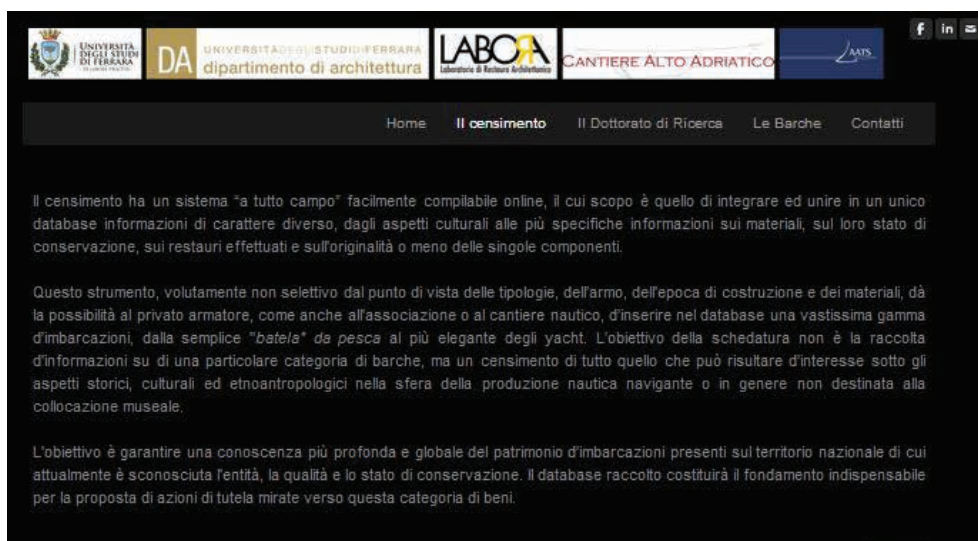 UNIVERSITÀ
DEGLI STUDI
DI FERRARA
DA
UNIVERSITÀ DEGLI STUDI DI FERRARA
dipartimento di architettura
LABORA
Laboratorio di Restauro Architettonico
CANTIERE ALTO ADRIATICO
AATS
f in
Home Il censimento Il Dottorato di Ricerca Le Barche Contatti
Il censimento ha un sistema "a tutto campo" facilmente compilabile online, il cui scopo è quello di integrare ed unire in un unico
database informazioni di carattere diverso, dagli aspetti culturali alle più specifiche informazioni sui materiali, sul loro stato di
conservazione, sui restauri effettuati e sull'originalità o meno delle singole componenti.
Questo strumento, volutamente non selettivo dal punto di vista delle tipologie, dell'armo, dell'epoca di costruzione e dei materiali, dà
la possibilità al privato armatore, come anche all'associazione o al cantiere nautico, d'inserire nel database una vastissima gamma
d'imbarcazioni, dalla semplice "batela" da pesca al più elegante degli yacht. L'obiettivo della schedatura non è la raccolta
d'informazioni su di una particolare categoria di barche, ma un censimento di tutto quello che può risultare d'interesse sotto gli
aspetti storici, culturali ed etnoantropologici nella sfera della produzione nautica navigante o in genere non destinata alla
collocazione museale.
L'obiettivo è garantire una conoscenza più profonda e globale del patrimonio d'imbarcazioni presenti sul territorio nazionale di cui
attualmente è sconosciuta l'entità, la qualità e lo stato di conservazione. Il database raccolto costituirà il fondamento indispensabile
per la proposta di azioni di tutela mirate verso questa categoria di beni.